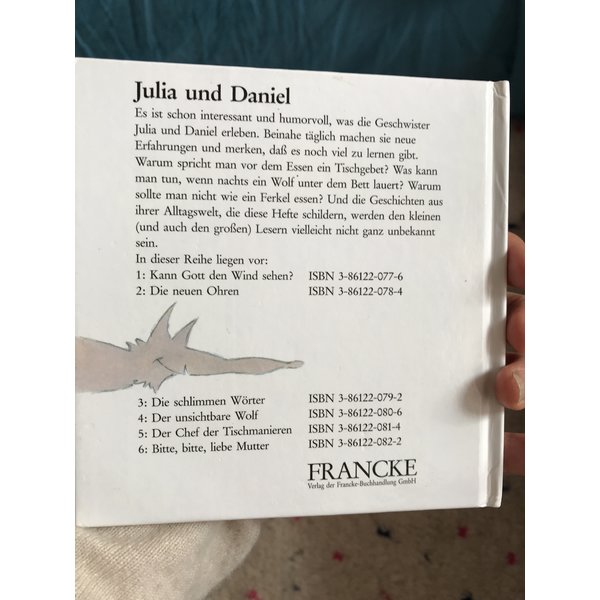 Julia und Daniel
Es ist schon interessant und humorvoll, was die Geschwister
Julia und Daniel erleben. Beinahe täglich machen sie neue
Erfahrungen und merken, daß es noch viel zu lernen gibt.
Warum spricht man vor dem Essen ein Tischgebet? Was kann
man tun, wenn nachts ein Wolf unter dem Bett lauert? Warum
sollte man nicht wie ein Ferkel essen? Und die Geschichten aus
ihrer Alltagswelt, die diese Hefte schildern, werden den kleinen
(und auch den großen) Lesern vielleicht nicht ganz unbekannt
sein.
In dieser Reihe liegen vor:
1: Kann Gott den Wind sehen? ISBN 3-86122-077-6
2: Die neuen Ohren ISBN 3-86122-078-4
3: Die schlimmen Wörter ISBN 3-86122-079-2
4: Der unsichtbare Wolf ISBN 3-86122-080-6
5: Der Chef der Tischmanieren ISBN 3-86122-081-4
6: Bitte, bitte, liebe Mutter ISBN 3-86122-082-2
FRANCKE
Verlag der Francke-Buchhandlung GmbH